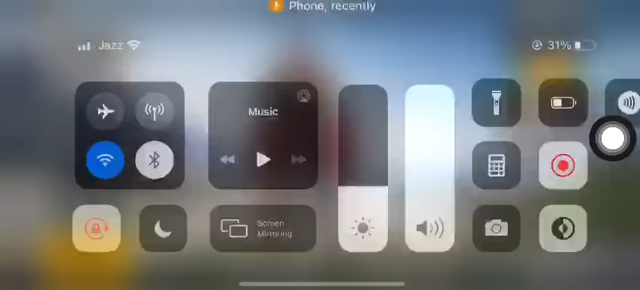 Phone, recently
Jazz
31%
Music
Screen
Mirroring